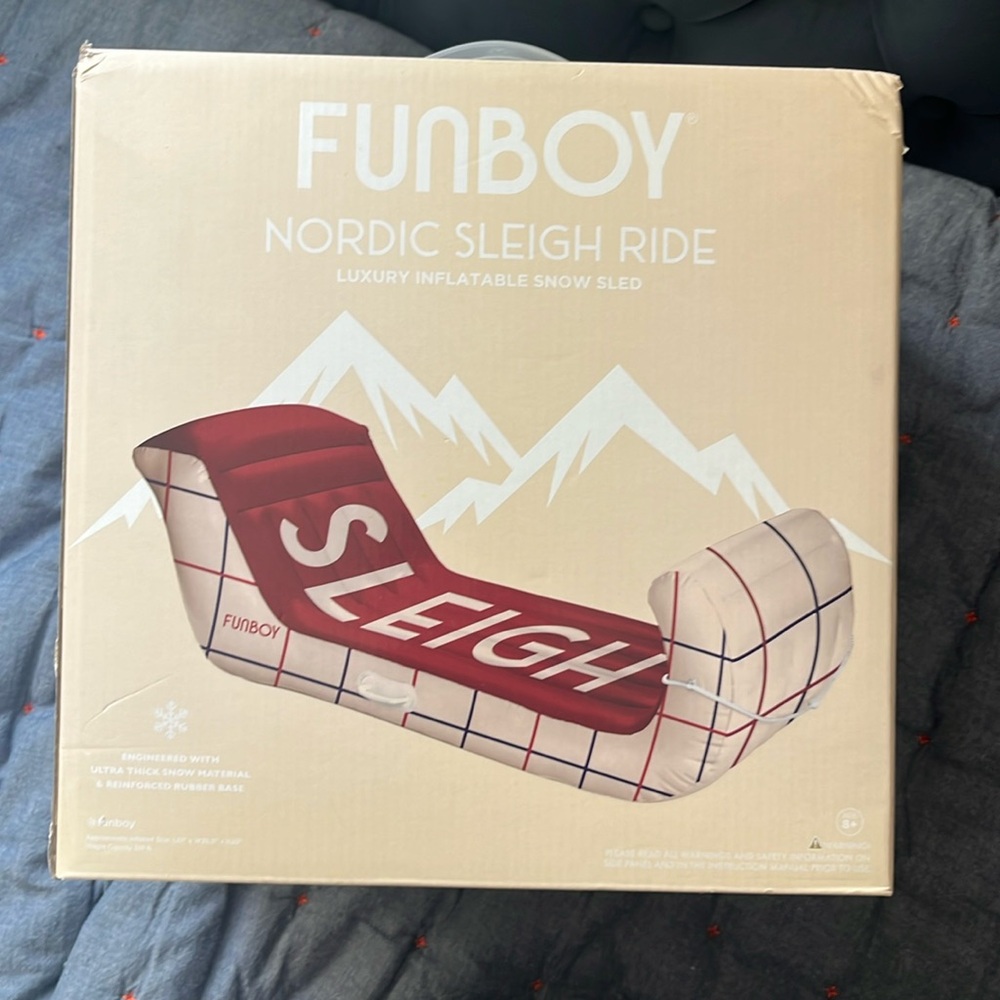 FUNBOY®
NORDIC SLEIGH RIDE
LUXURY INFLATABLE SNOW SLED
SLEIGH
FUNBOY
ENGINEERED WITH
ULTRA THICK SNOW MATERIAL
& REINFORCED RUBBER BASE
@funboy
8+
WARNING!
PLEASE READ ALL WARNINGS AND SAFETY INFORMATION ON
SIDE PANEL AND IN THE INSTRUCTION MANUAL PRIOR TO USE